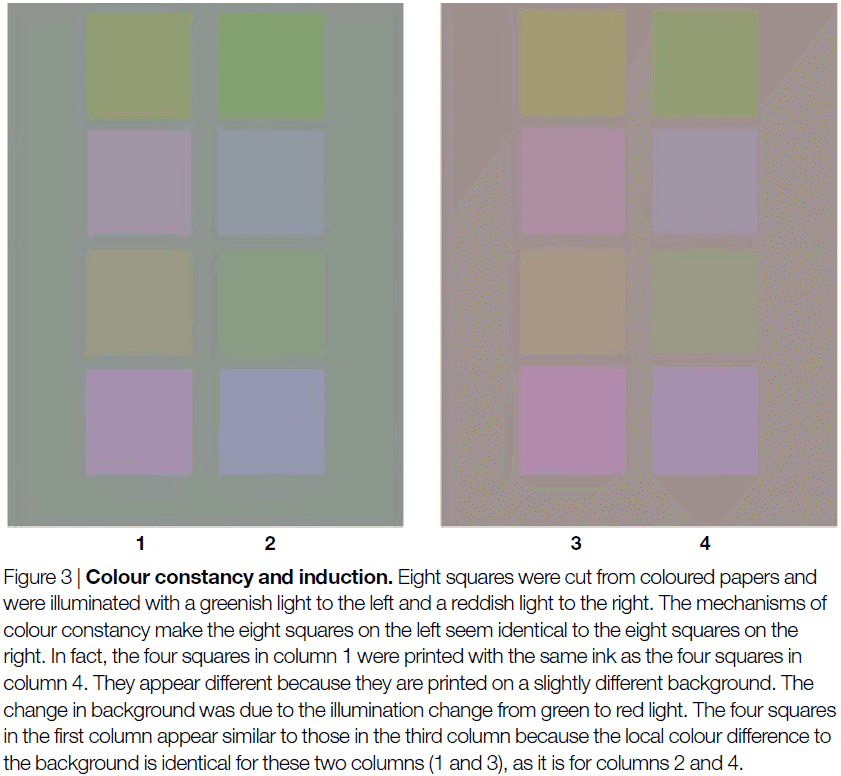 1 2 3 4
Figure 3 | Colour constancy and induction. Eight squares were cut from coloured papers and
were illuminated with a greenish light to the left and a reddish light to the right. The mechanisms of
colour constancy make the eight squares on the left seem identical to the eight squares on the
right. In fact, the four squares in column 1 were printed with the same ink as the four squares in
column 4. They appear different because they are printed on a slightly different background. The
change in background was due to the illumination change from green to red light. The four squares
in the first column appear similar to those in the third column because the local colour difference to
the background is identical for these two columns (1 and 3), as it is for columns 2 and 4.